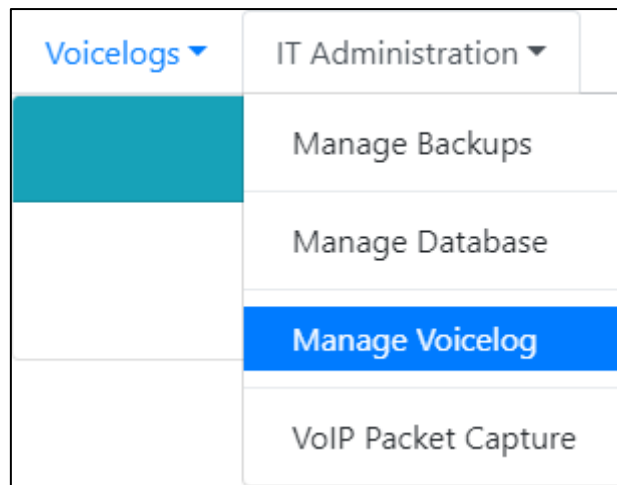 Voicelogs IT Administration
Manage Backups
Manage Database
Manage Voicelog
VoIP Packet Capture